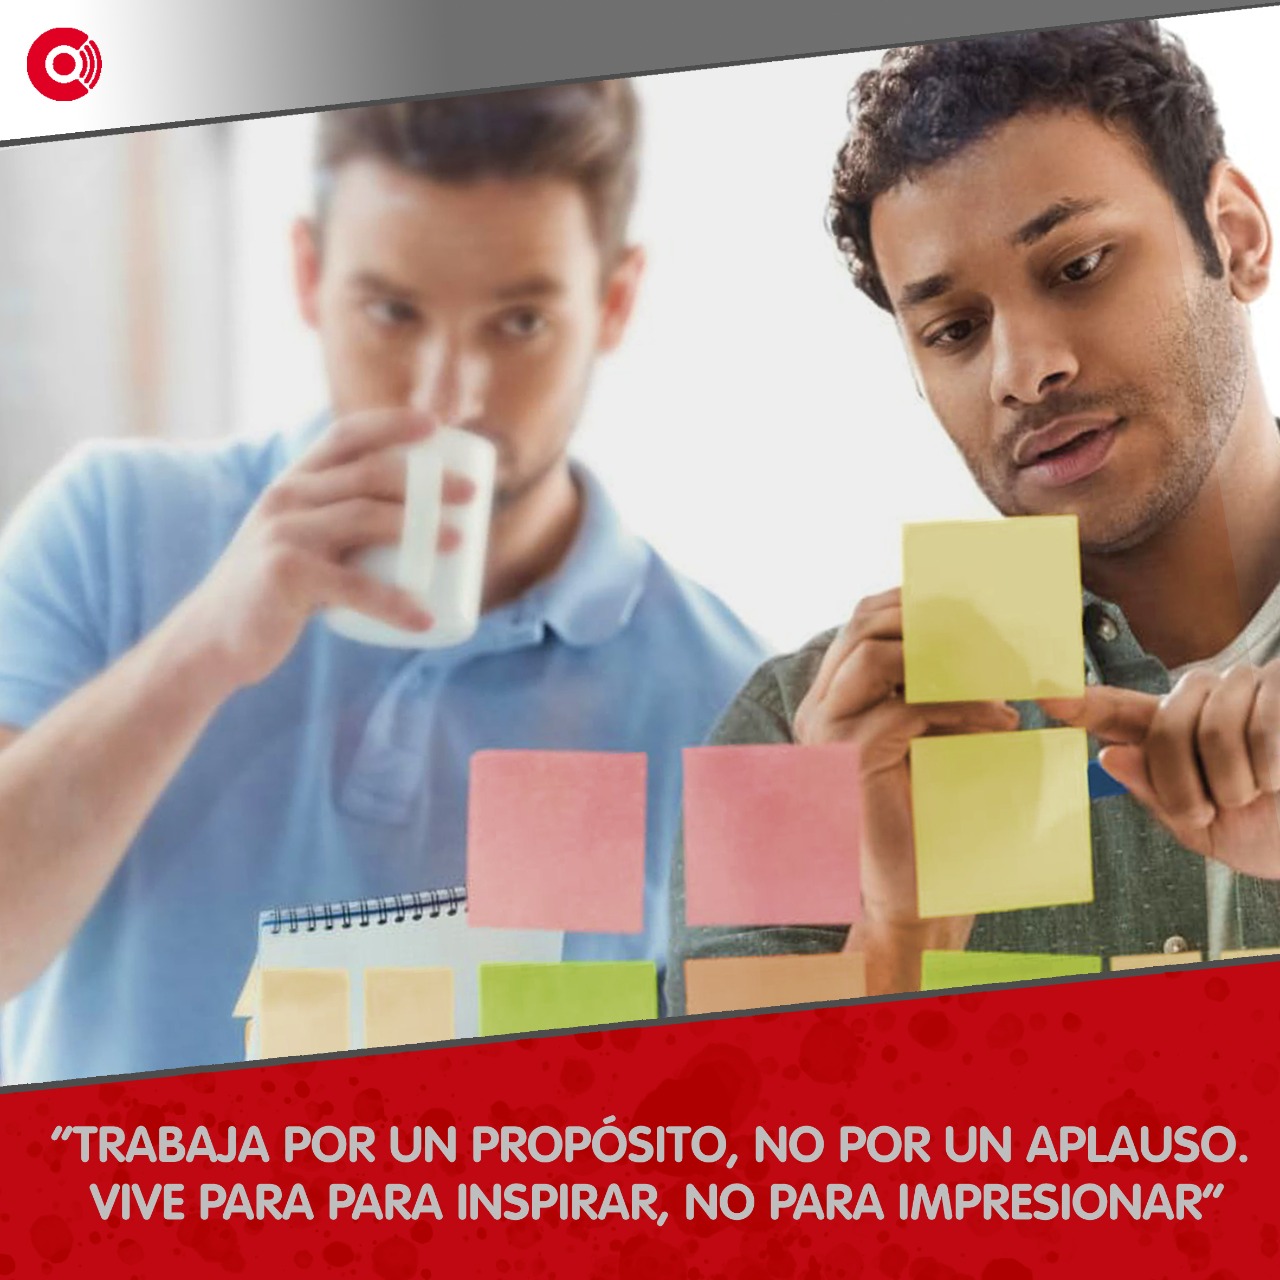 “TRABAJA POR UN PROPÓSITO, NO POR UN APLAUSO.
VIVE PARA PARA INSPIRAR, NO PARA IMPRESIONAR”